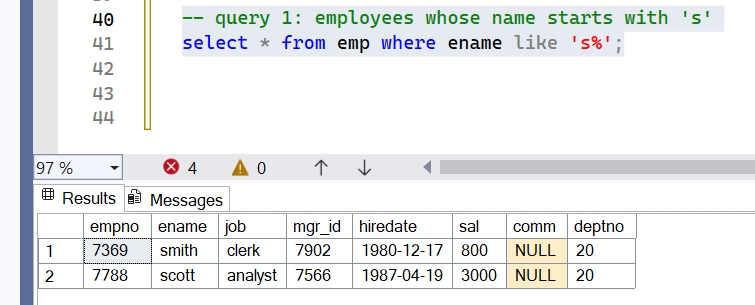 40 -- query 1: employees whose name starts with 's'
41 select * from emp where ename like 's%';
42
43
44
97 % 4 0
Results Messages
empno ename job mgr_id hiredate sal comm deptno
1 7369 smith clerk 7902 1980-12-17 800 NULL 20
2 7788 scott analyst 7566 1987-04-19 3000 NULL 20